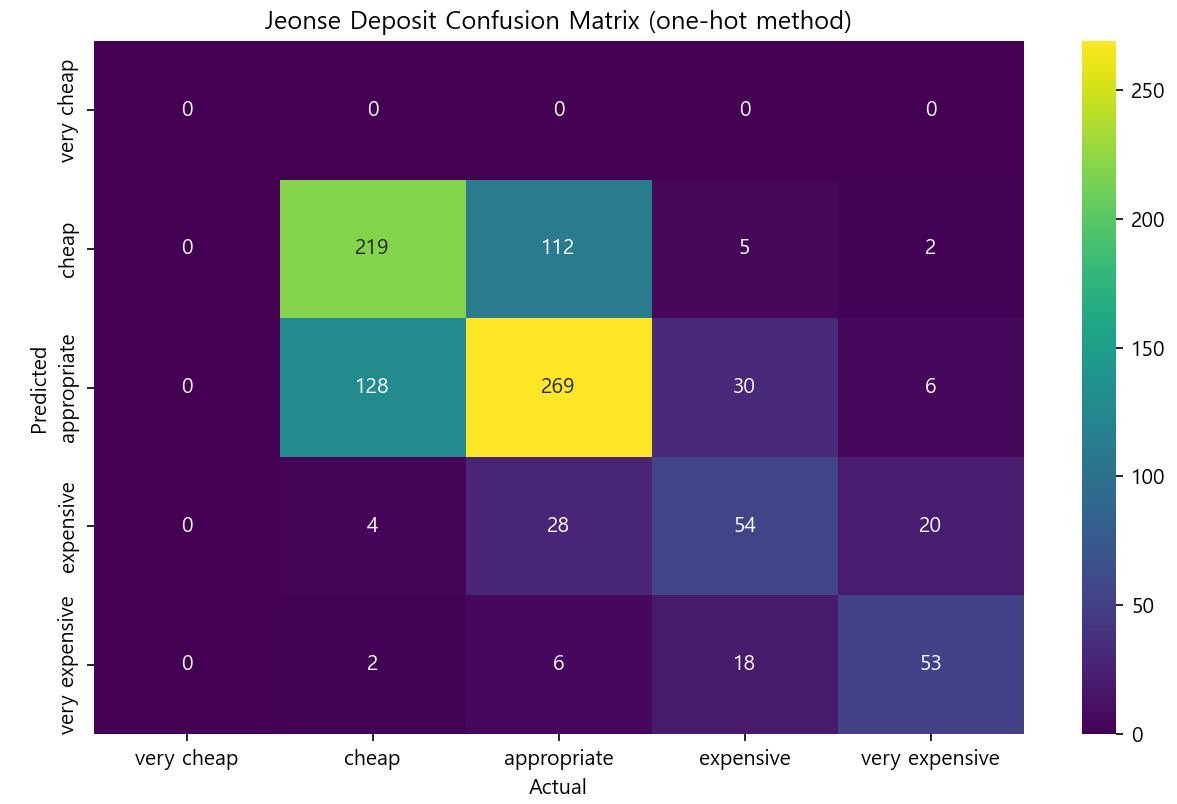 Jeonse Deposit Confusion Matrix (one-hot method)
very cheap
0 0 0 0 0
cheap
0 219 112 5 2
appropriate
0 128 269 30 6
expensive
0 4 28 54 20
very expensive
0 2 6 18 53
Predicted
very cheap cheap appropriate expensive very expensive
Actual
250
200
150
100
50
0